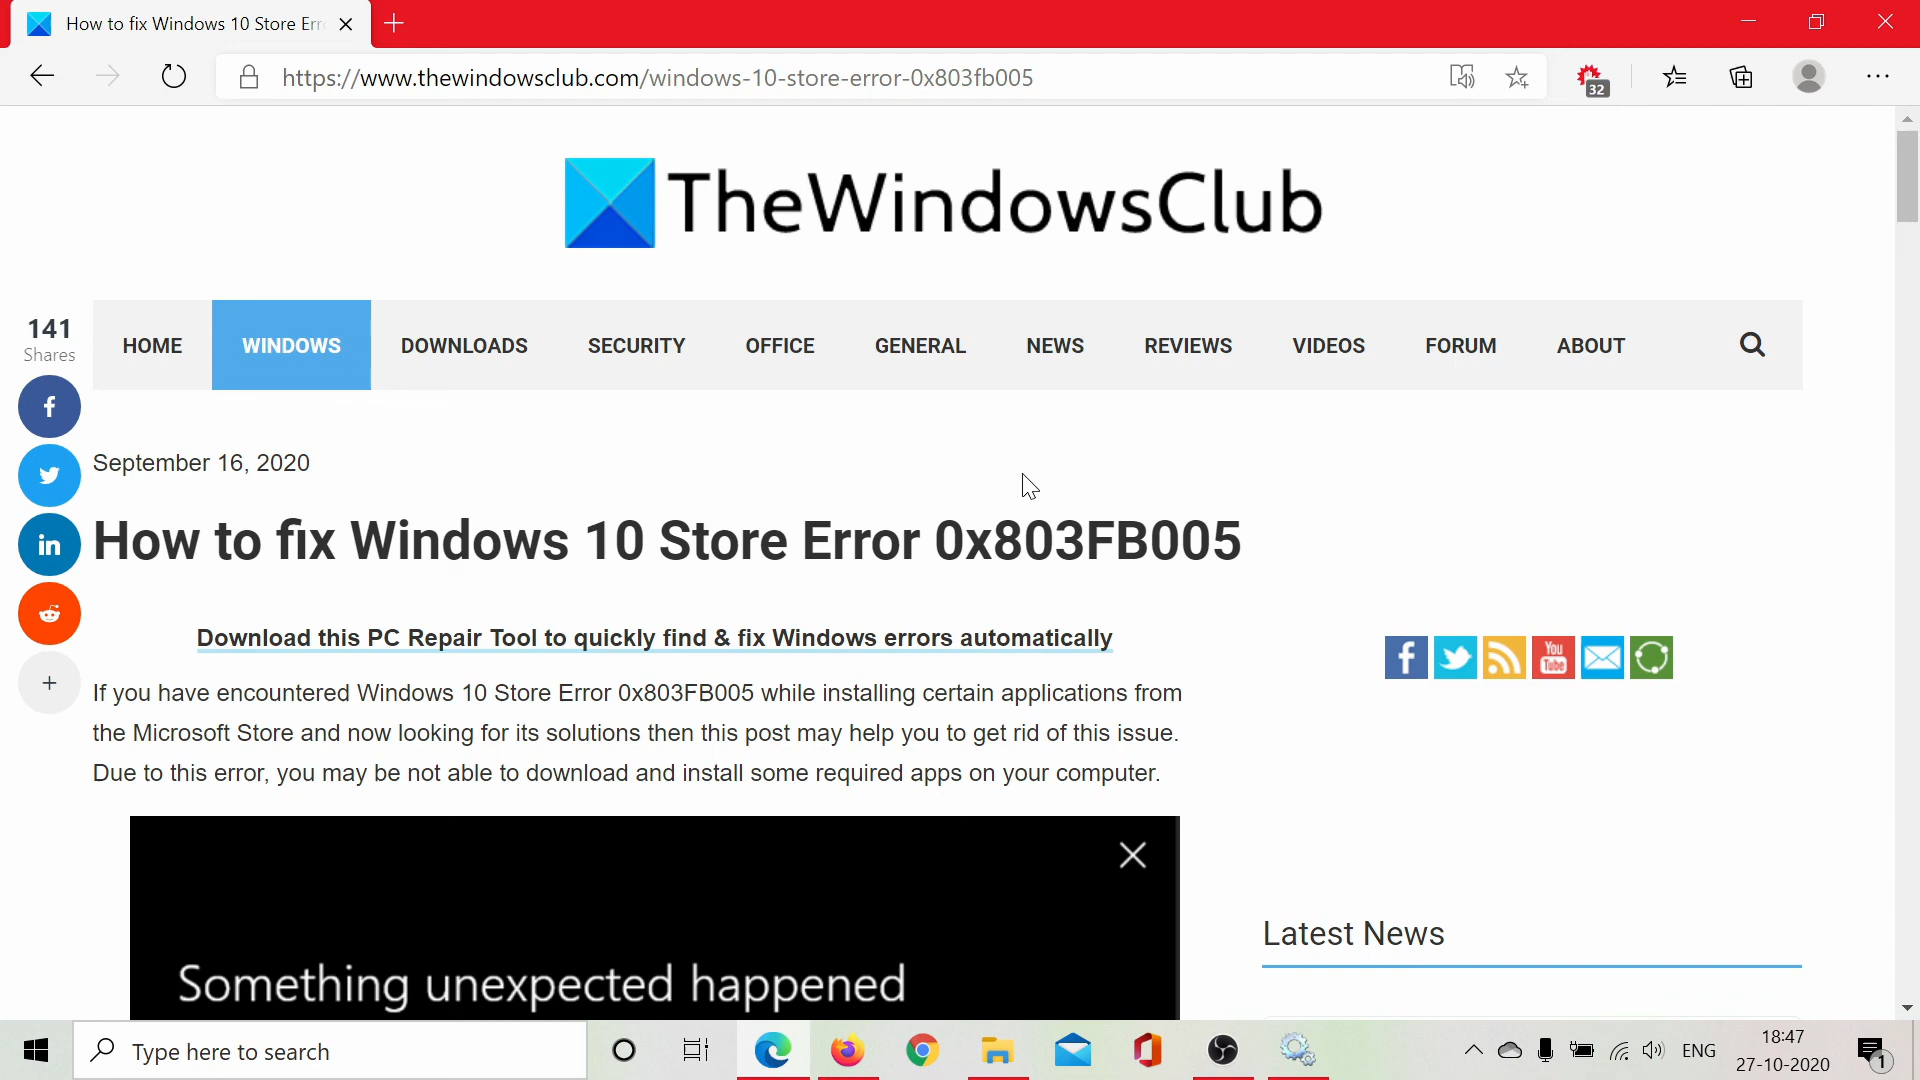 How to fix Windows 10 Store Err
https://www.thewindowsclub.com/windows-10-store-error-0x803fb005
32
TheWindowsClub
141
Shares
HOME WINDOWS DOWNLOADS SECURITY OFFICE GENERAL NEWS REVIEWS VIDEOS FORUM ABOUT
September 16, 2020
How to fix Windows 10 Store Error 0x803FB005
Download this PC Repair Tool to quickly find & fix Windows errors automatically
If you have encountered Windows 10 Store Error 0x803FB005 while installing certain applications from
the Microsoft Store and now looking for its solutions then this post may help you to get rid of this issue.
Due to this error, you may be not able to download and install some required apps on your computer.
You
Tube
Something unexpected happened
Latest News
Type here to search
ENG
18:47
27-10-2020
1